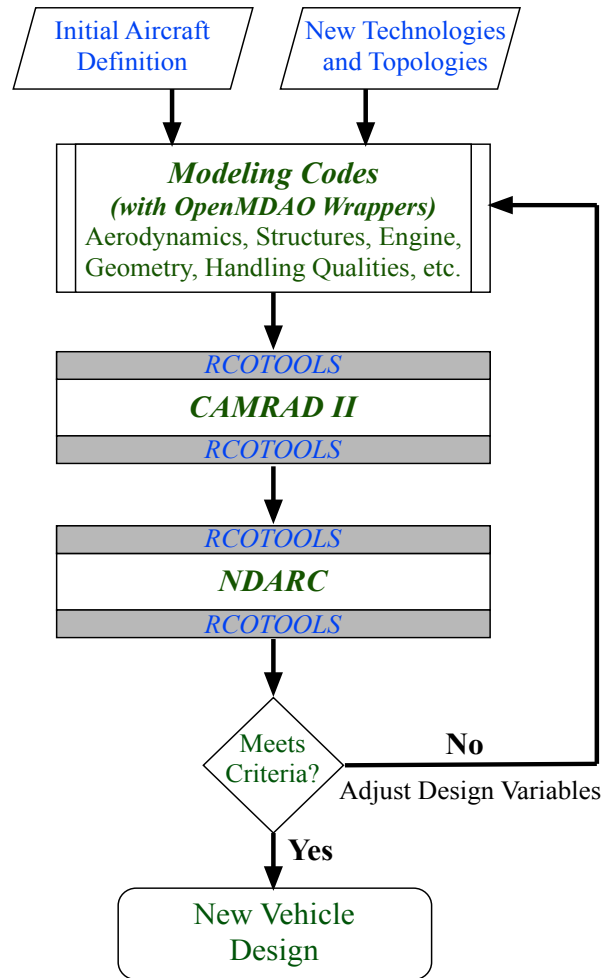 Initial Aircraft
Definition
New Technologies
and Topologies
Modeling Codes
(with OpenMDAO Wrappers)
Aerodynamics, Structures, Engine,
Geometry, Handling Qualities, etc.
RCOTOOLS
CAMRAD II
RCOTOOLS
RCOTOOLS
NDARC
RCOTOOLS
Meets
Criteria?
No
Adjust Design Variables
Yes
New Vehicle
Design